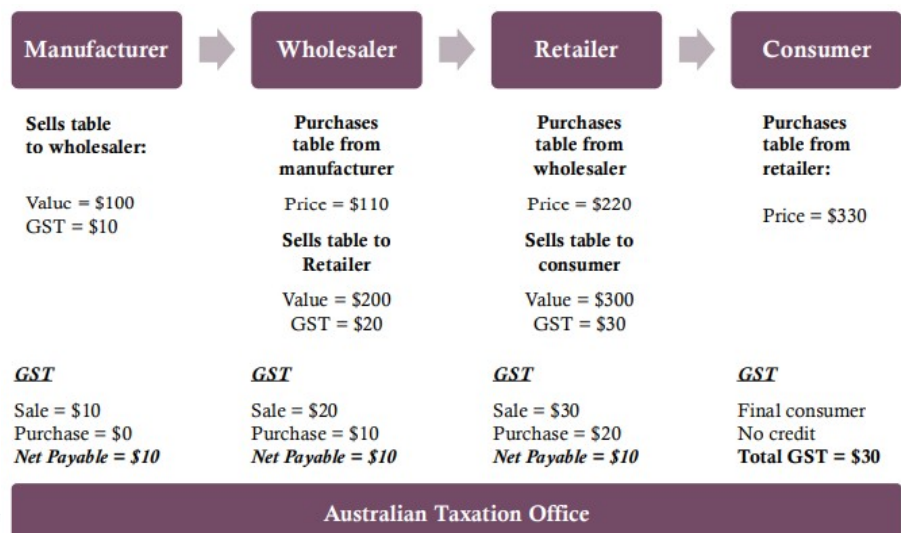 Manufacturer
Wholesaler
Retailer
Consumer
Sells table
to wholesaler:
Value = $100
GST = $10
Purchases
table from
manufacturer
Price = $110
Sells table to
Retailer
Value = $200
GST = $20
Purchases
table from
wholesaler
Price = $220
Sells table to
consumer
Value = $300
GST = $30
Purchases
table from
retailer:
Price = $330
GST
Sale = $10
Purchase = $0
Net Payable = $10
GST
Sale = $20
Purchase = $10
Net Payable = $10
GST
Sale = $30
Purchase = $20
Net Payable = $10
GST
Final consumer
No credit
Total GST = $30
Australian Taxation Office